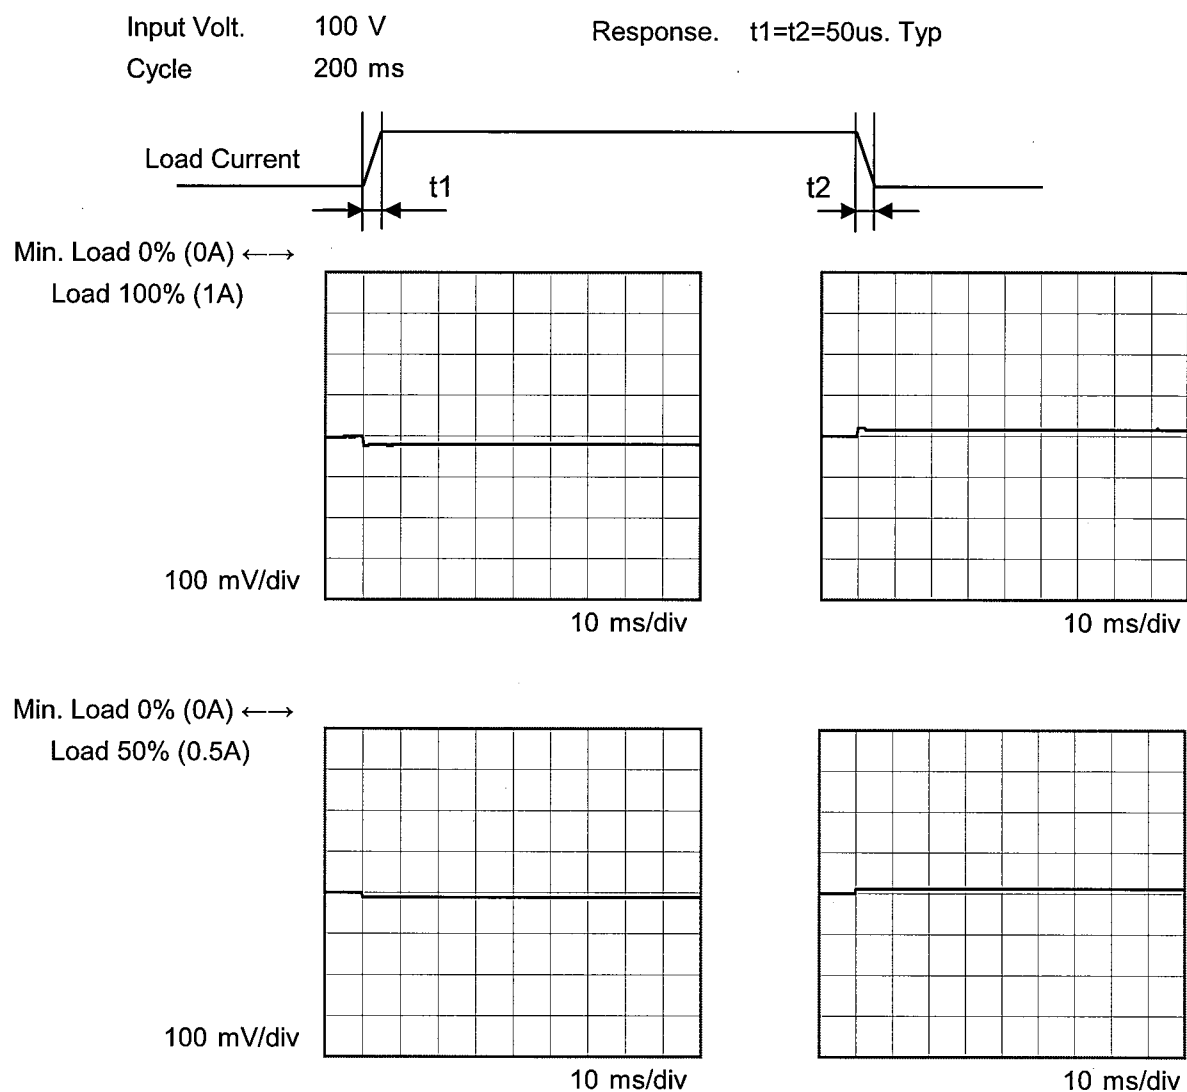 Input Volt. 100 V Response. t1=t2=50us. Typ
Cycle 200 ms
Load Current
t1 t2
Min. Load 0% (0A) ←→
Load 100% (1A)
100 mV/div
10 ms/div 10 ms/div
Min. Load 0% (0A) ←→
Load 50% (0.5A)
100 mV/div
10 ms/div 10 ms/div